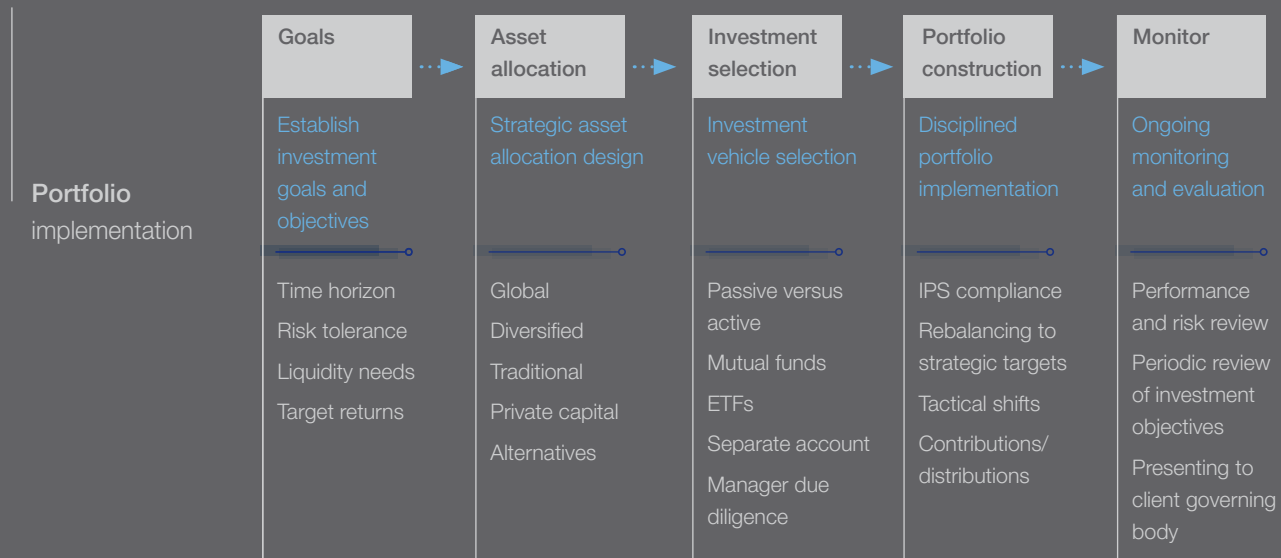 Portfolio
implementation
Goals
Establish
investment
goals and
objectives
Time horizon
Risk tolerance
Liquidity needs
Target returns
Asset
allocation
Strategic asset
allocation design
Global
Diversified
Traditional
Private capital
Alternatives
Investment
selection
Investment
vehicle selection
Passive versus
active
Mutual funds
ETFs
Separate account
Manager due
diligence
Portfolio
construction
Disciplined
portfolio
implementation
IPS compliance
Rebalancing to
strategic targets
Tactical shifts
Contributions/
distributions
Monitor
Ongoing
monitoring
and evaluation
Performance
and risk review
Periodic review
of investment
objectives
Presenting to
client governing
body